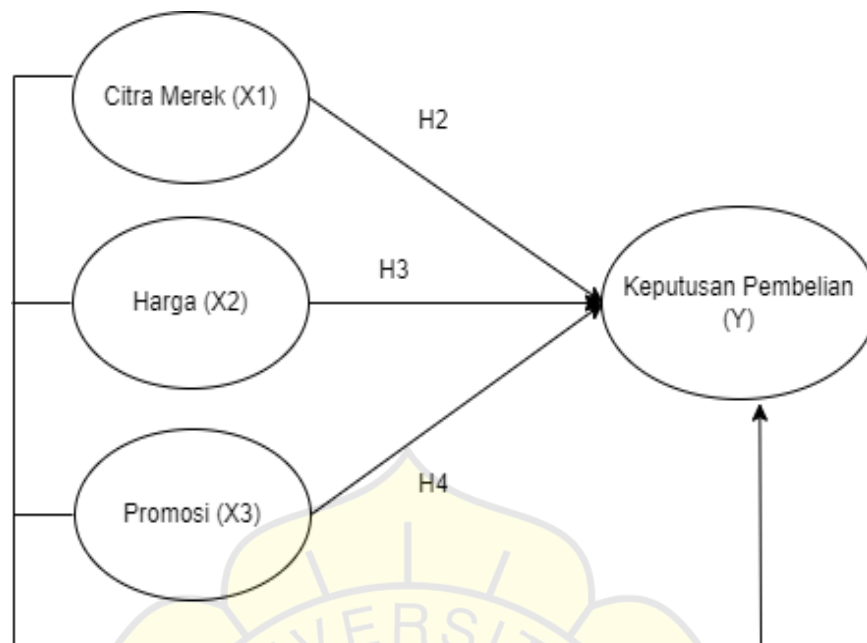 Citra Merek (X1)
H2
H3
Harga (X2)
Keputusan Pembelian
(Y)
H4
Promosi (X3)